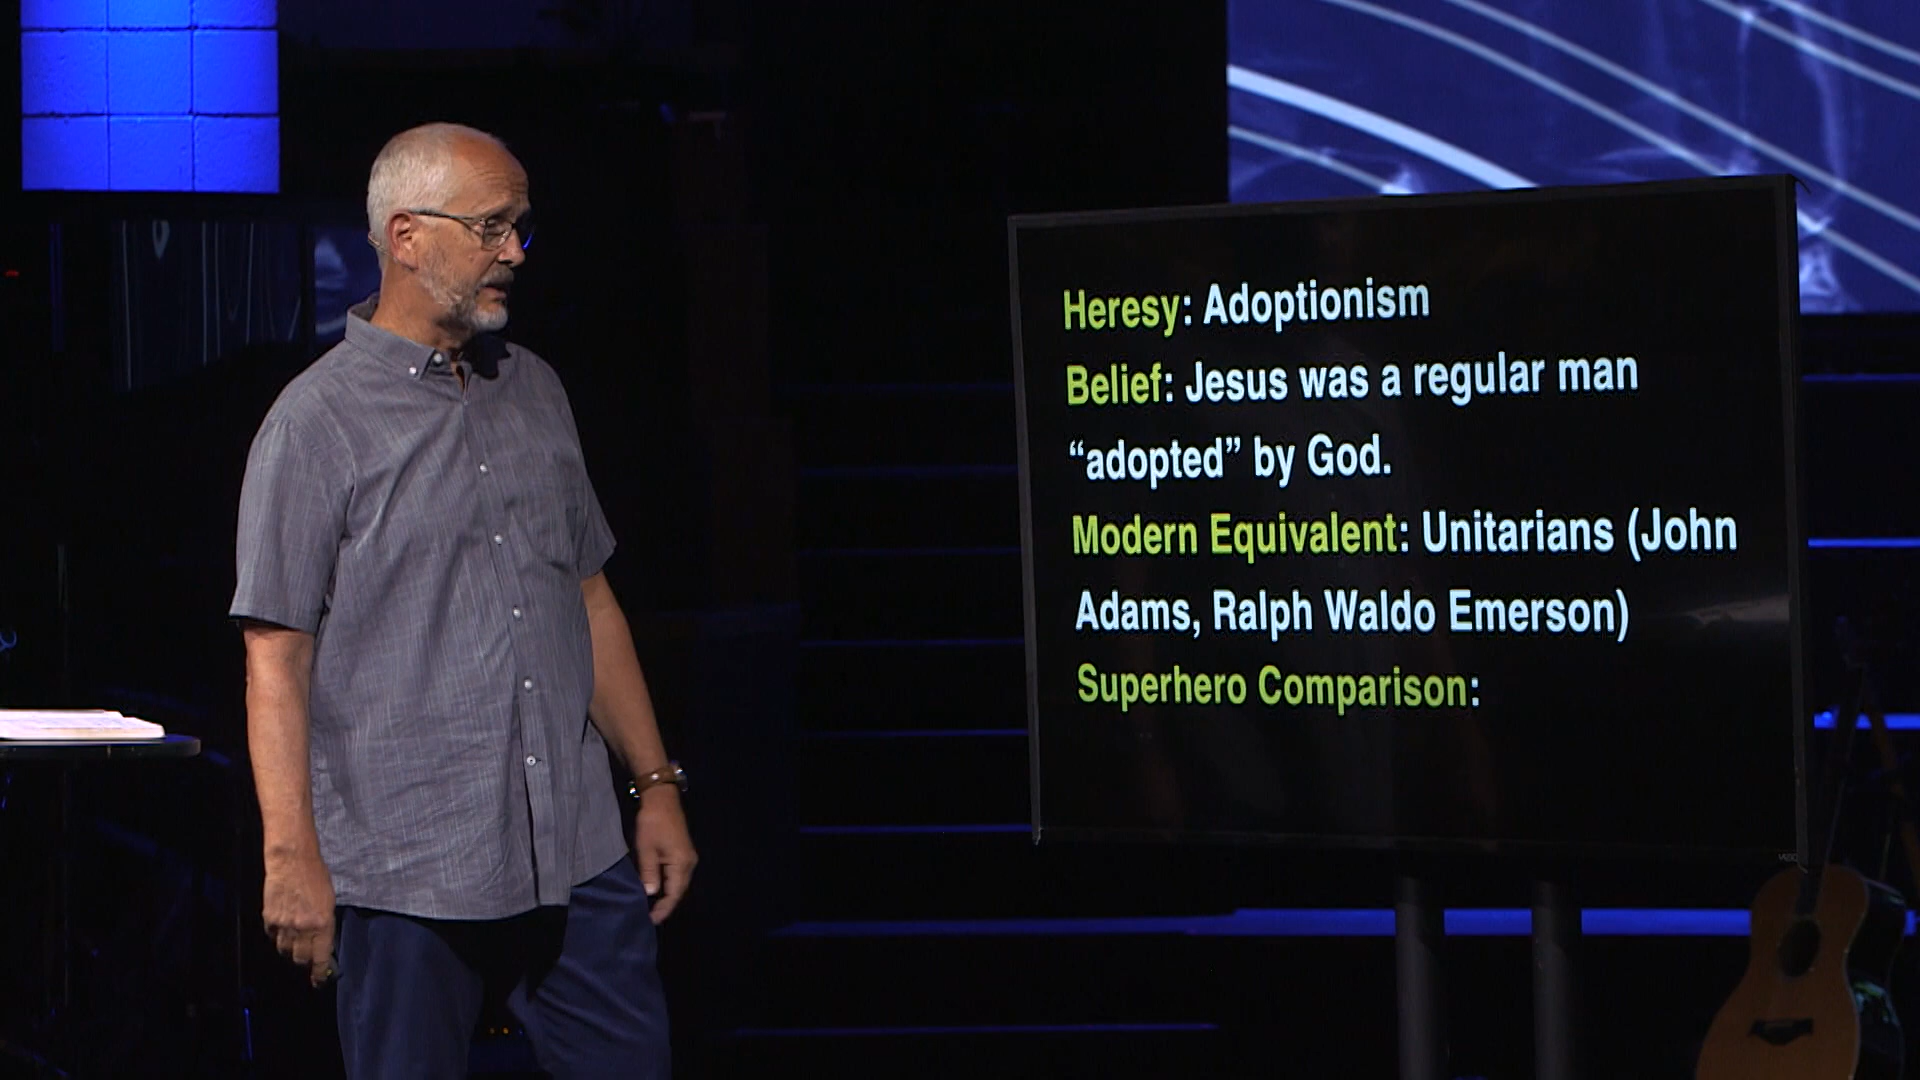 Heresy: Adoptionism
Belief: Jesus was a regular man
“adopted” by God.
Modern Equivalent: Unitarians (John
Adams, Ralph Waldo Emerson)
Superhero Comparison: